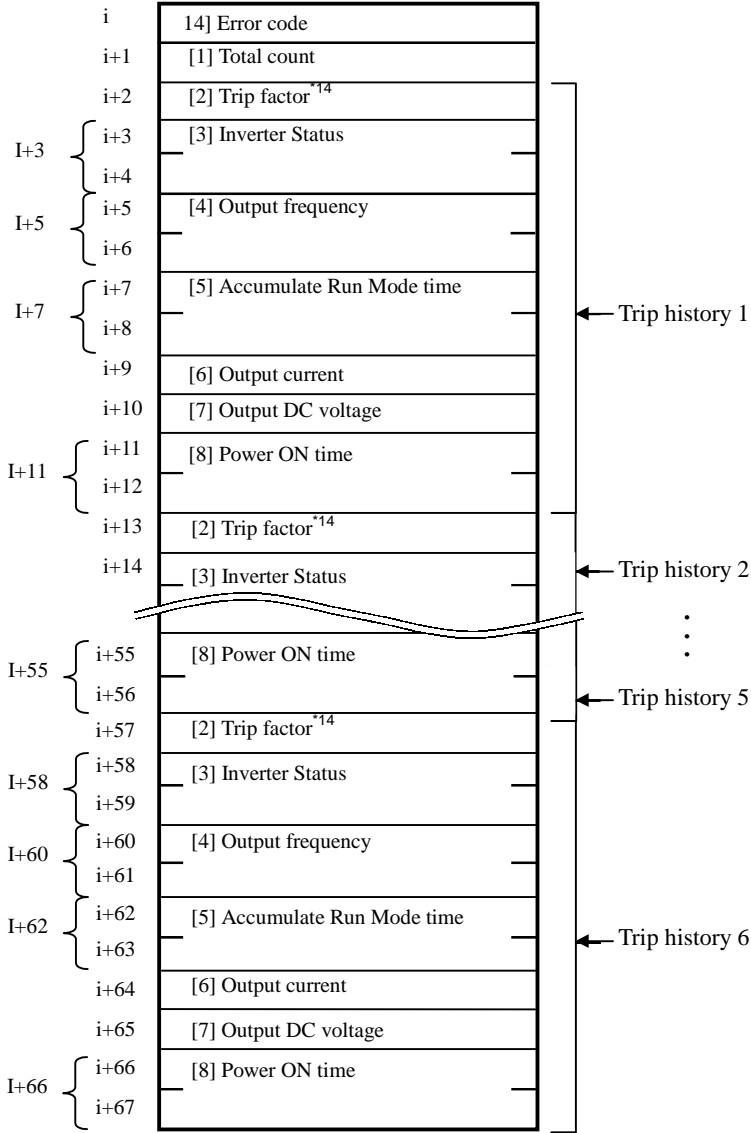 i 14] Error code
i+1 [1] Total count
i+2 [2] Trip factor*14
I+3 i+3 [3] Inverter Status
i+4
I+5 i+5 [4] Output frequency
i+6
I+7 i+7 [5] Accumulate Run Mode time
i+8
Trip history 1
i+9 [6] Output current
i+10 [7] Output DC voltage
I+11 i+11 [8] Power ON time
i+12
i+13 [2] Trip factor*14
i+14 [3] Inverter Status
Trip history 2
I+55 i+55 [8] Power ON time
i+56
Trip history 5
i+57 [2] Trip factor*14
I+58 i+58 [3] Inverter Status
i+59
I+60 i+60 [4] Output frequency
i+61
I+62 i+62 [5] Accumulate Run Mode time
i+63
Trip history 6
i+64 [6] Output current
i+65 [7] Output DC voltage
I+66 i+66 [8] Power ON time
i+67